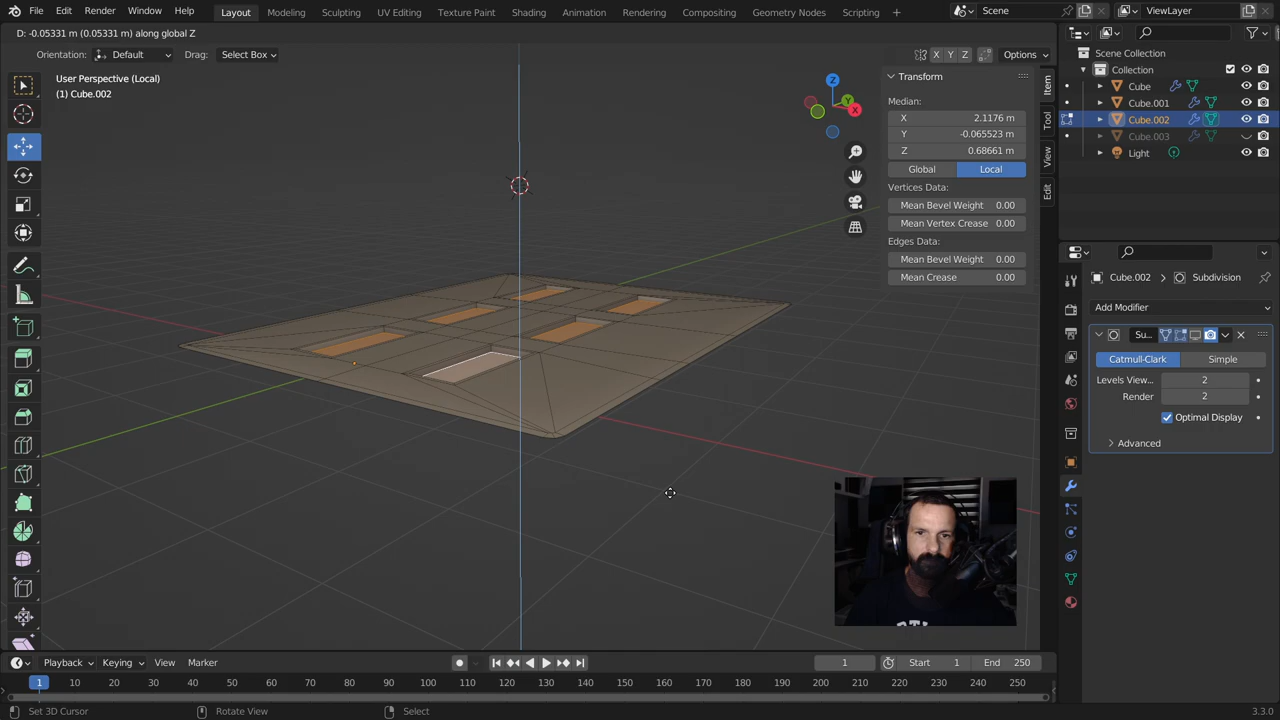 File Edit Render Window Help Layout Modeling Sculpting UV Editing Texture Paint Shading Animation Rendering Compositing Geometry Nodes Scripting + Scene ViewLayer
D: -0.05331 m (0.05331 m) along global Z
Orientation: Default Drag: Select Box X Y Z Options
User Perspective (Local)
(1) Cube.002
Z
Y
X
Transform
Median:
X 2.1176 m
Y -0.065523 m
Z 0.68661 m
Global Local
Vertices Data:
Mean Bevel Weight 0.00
Mean Vertex Crease 0.00
Edges Data:
Mean Bevel Weight 0.00
Mean Crease 0.00
Item
Tool
View
Edit
Scene Collection
Collection
Cube
Cube.001
Cube.002
Cube.003
Light
Cube.002 > Subdivision
Add Modifier
Su...
Catmull-Clark Simple
Levels View... 2
Render 2
Optimal Display
Advanced
Playback Keying View Marker 1 Start 1 End 250
1 10 20 30 40 50 60 70 80 90 100 110 120 130 140 150 160 170 180 190 200 210 220 230 240 250
Set 3D Cursor Rotate View Select 3.3.0